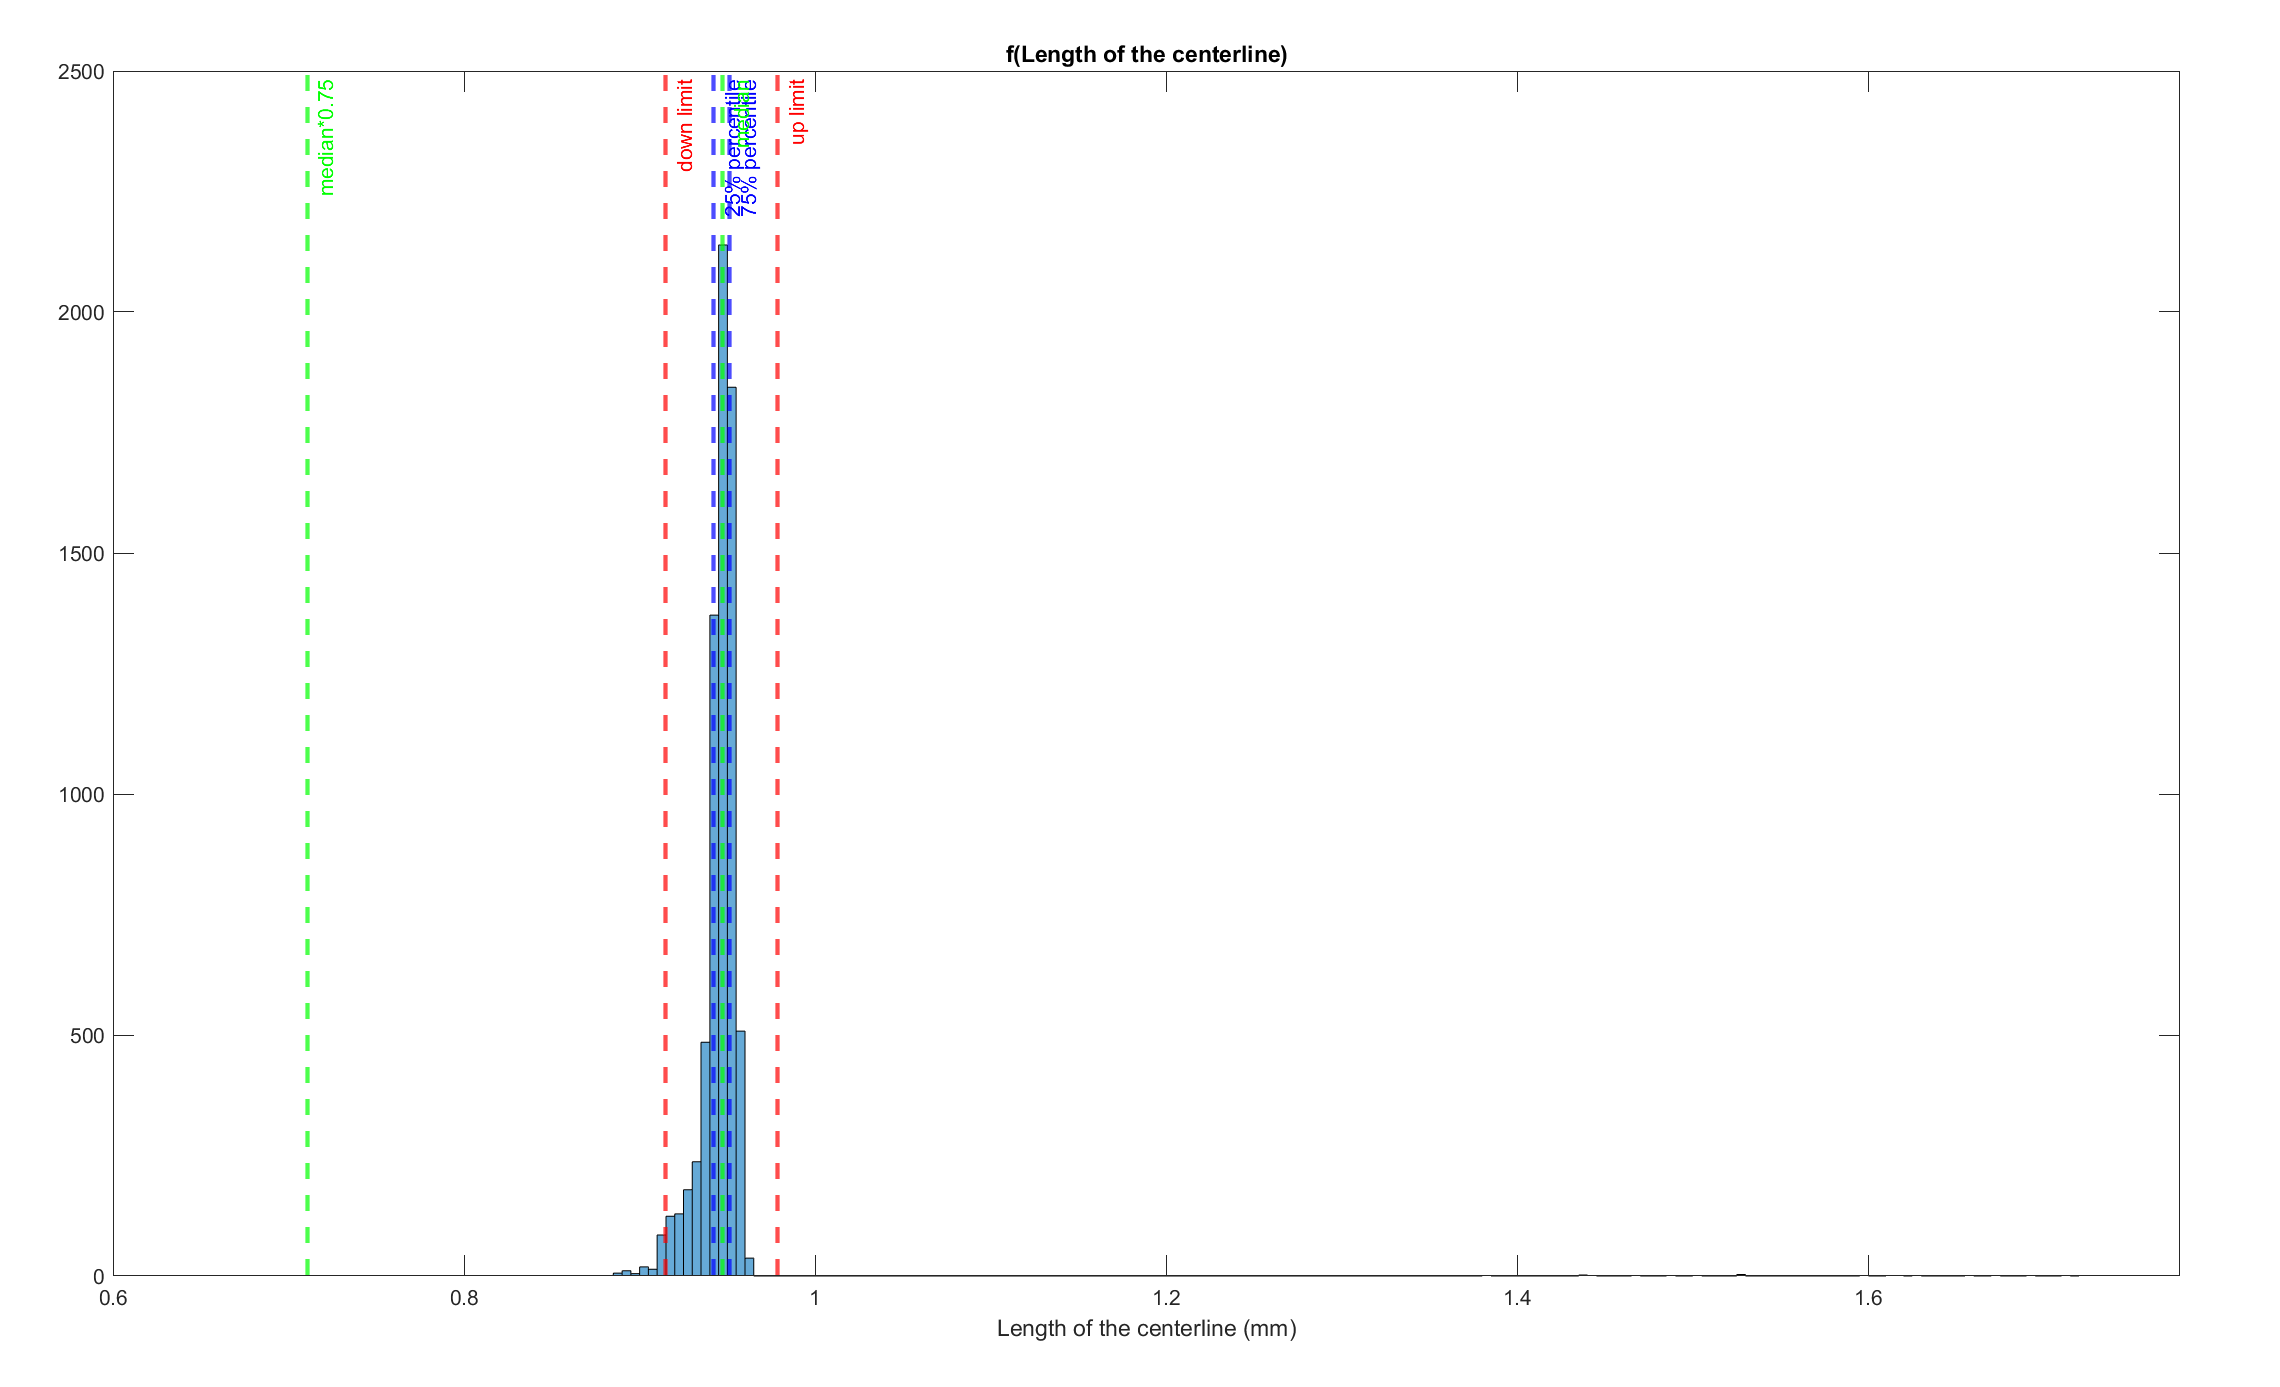 f(Length of the centerline)
2500
2000
1500
1000
500
0
median*0.75
down limit
25% percentile
median
75% percentile
up limit
0.6
0.8
1
1.2
1.4
1.6
Length of the centerline (mm)